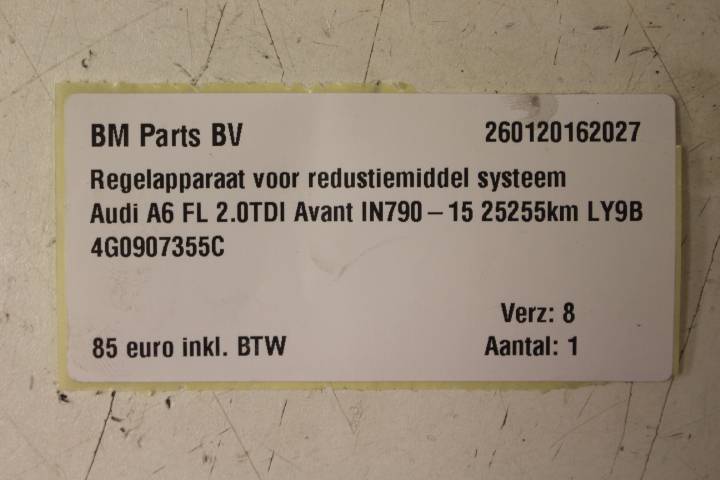 BM Parts BV 260120162027
Regelapparaat voor redustiemiddel systeem
Audi A6 FL 2.0TDI Avant IN790 – 15 25255km LY9B
4G0907355C
Verz: 8
85 euro inkl. BTW Aantal: 1